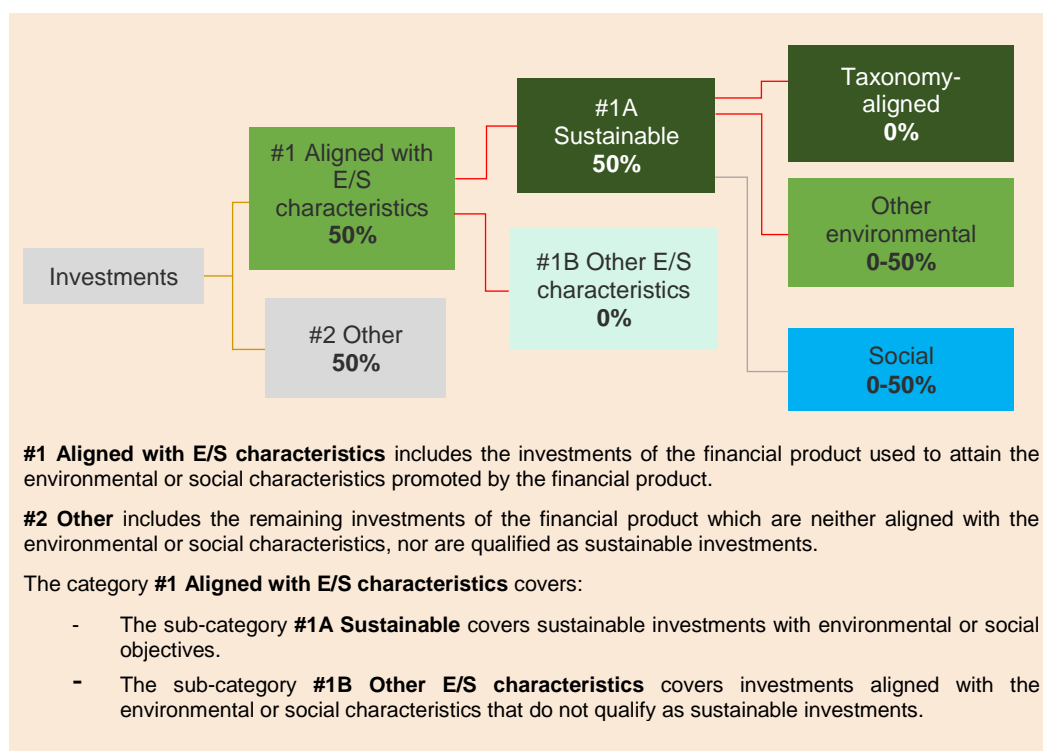 Investments
#1 Aligned with
E/S
characteristics
50%
#2 Other
50%
#1A
Sustainable
50%
#1B Other E/S
characteristics
0%
Taxonomy-
aligned
0%
Other
environmental
0-50%
Social
0-50%
#1 Aligned with E/S characteristics includes the investments of the financial product used to attain the
environmental or social characteristics promoted by the financial product.
#2 Other includes the remaining investments of the financial product which are neither aligned with the
environmental or social characteristics, nor are qualified as sustainable investments.
The category #1 Aligned with E/S characteristics covers:
- The sub-category #1A Sustainable covers sustainable investments with environmental or social
objectives.
- The sub-category #1B Other E/S characteristics covers investments aligned with the
environmental or social characteristics that do not qualify as sustainable investments.